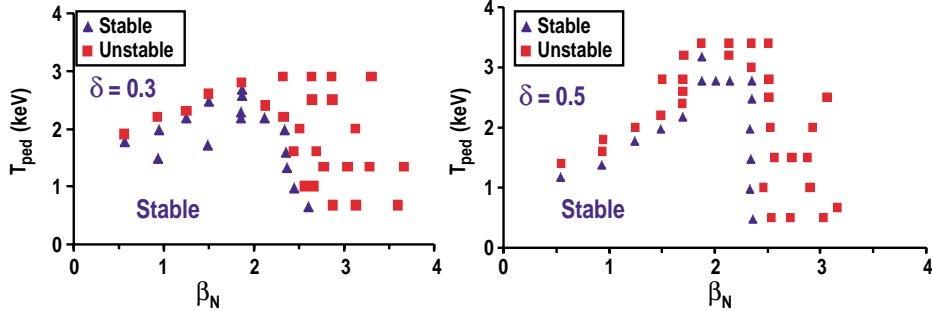 Stable
Unstable
δ = 0.3
Stable
T_ped (keV)
4
3
2
1
0
0 1 2 3 4
β_N
Stable
Unstable
δ = 0.5
Stable
T_ped (keV)
4
3
2
1
0
0 1 2 3 4
β_N